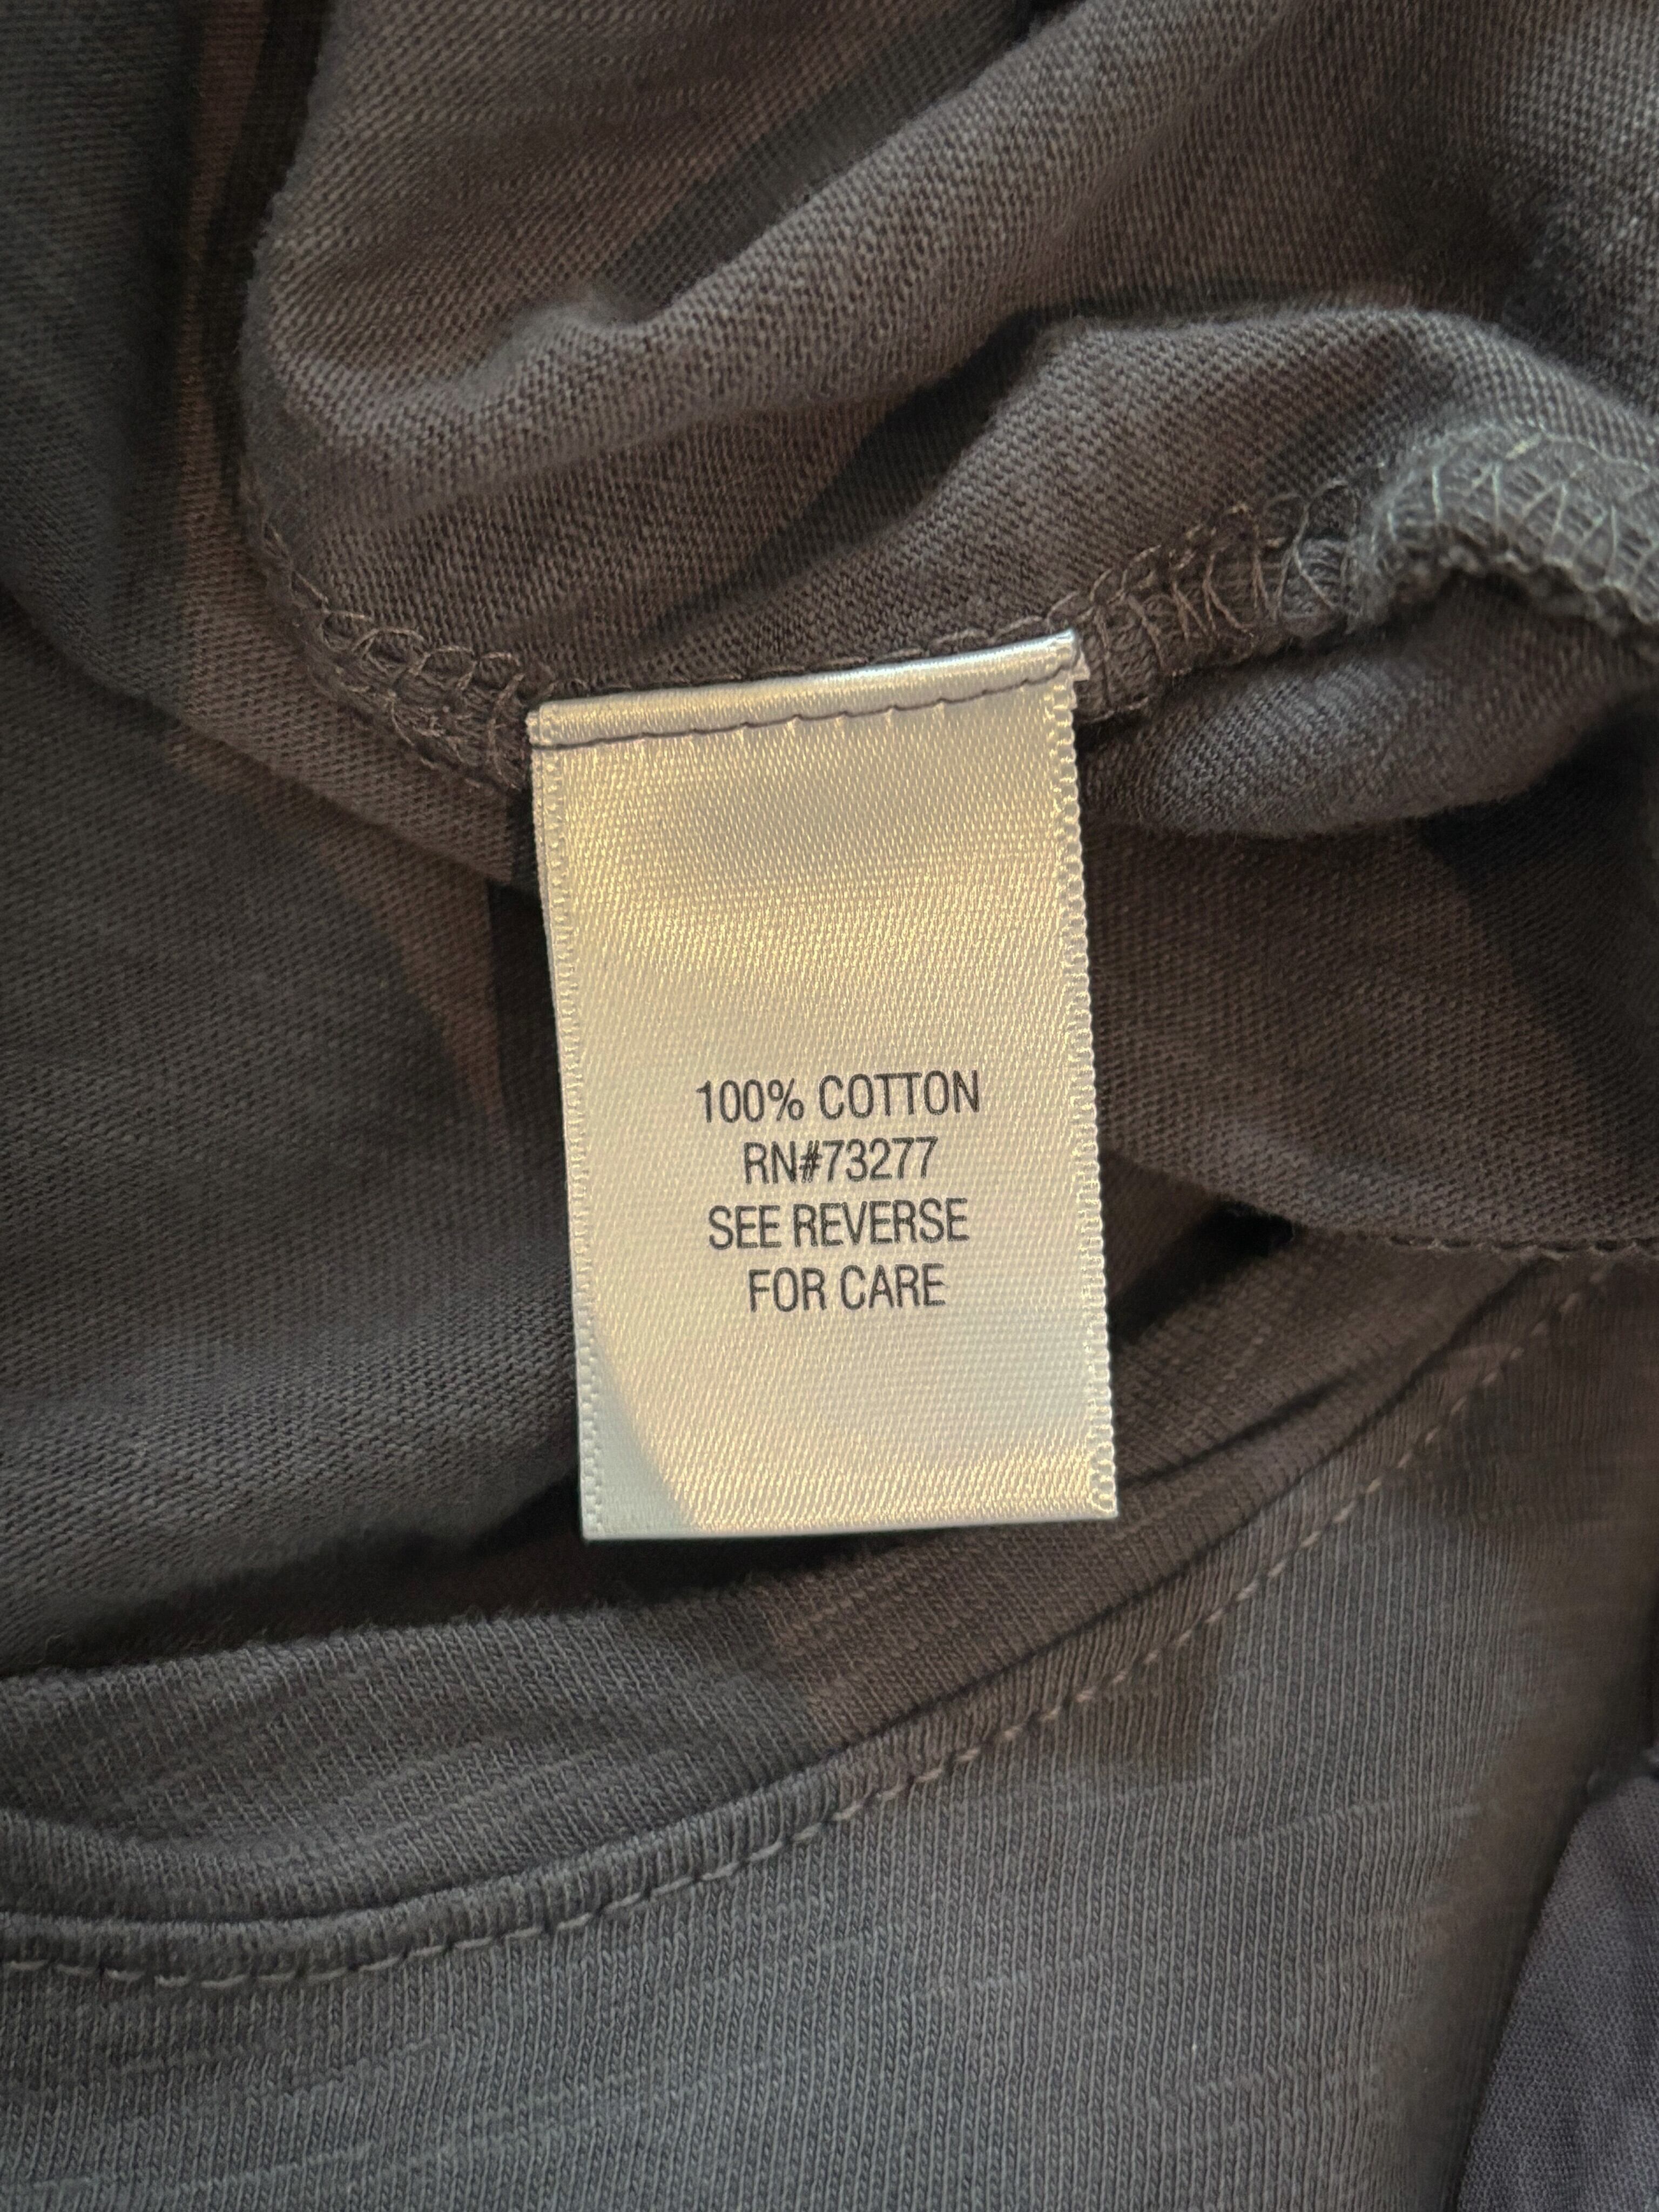 100% COTTON
RN#73277
SEE REVERSE
FOR CARE